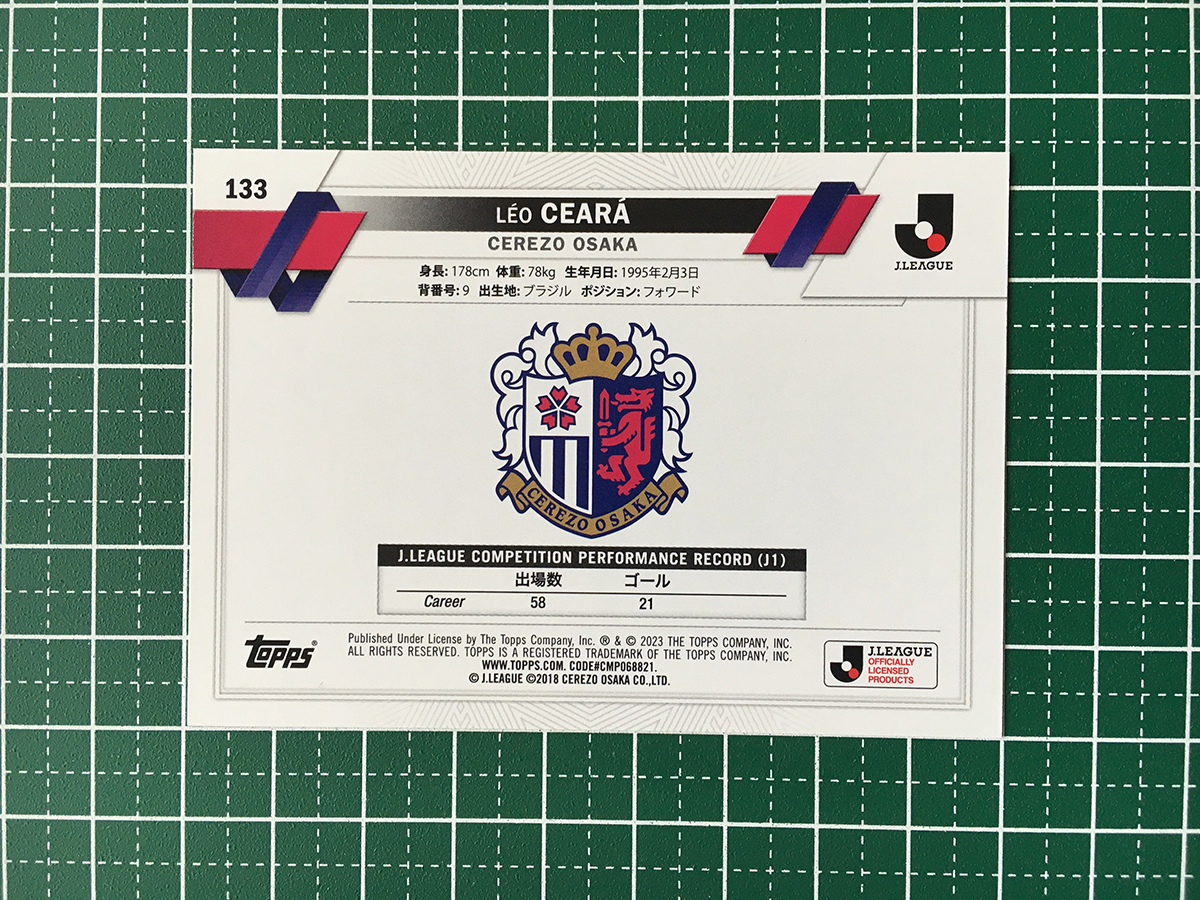 133
LÉO CEARÁ
CEREZO OSAKA
J.LEAGUE
身長: 178cm 体重: 78kg 生年月日: 1995年2月3日
背番号: 9 出生地: ブラジル ポジション: フォワード
CEREZO OSAKA
J.LEAGUE COMPETITION PERFORMANCE RECORD (J1)
出場数 ゴール
Career 58 21
topps®
Published Under License by The Topps Company, Inc. ® & © 2023 THE TOPPS COMPANY, INC.
ALL RIGHTS RESERVED. TOPPS IS A REGISTERED TRADEMARK OF THE TOPPS COMPANY, INC.
WWW.TOPPS.COM. CODE#CMP068821.
© J.LEAGUE ©2018 CEREZO OSAKA CO.,LTD.
J.LEAGUE
OFFICIALLY
LICENSED
PRODUCTS